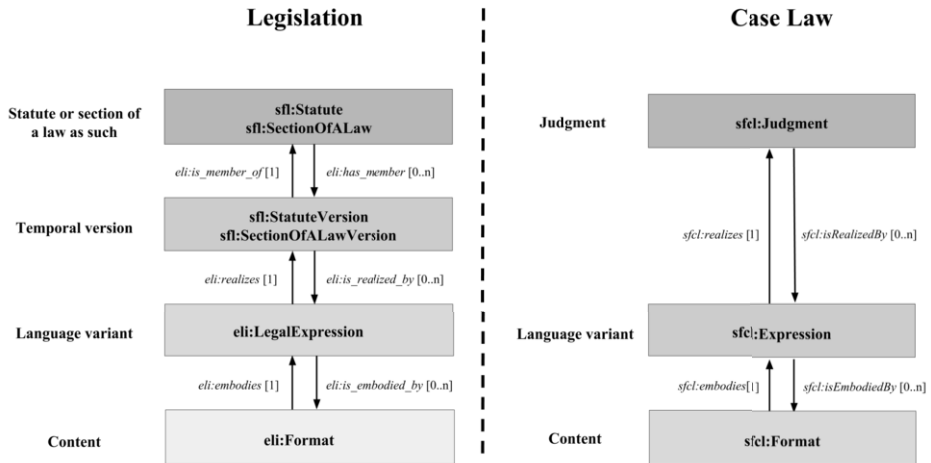 Legislation
Statute or section of
a law as such
sfl:Statute
sfl:SectionOfALaw
eli:is_member_of [1]
eli:has_member [0..n]
Temporal version
sfl:StatuteVersion
sfl:SectionOfALawVersion
eli:realizes [1]
eli:is_realized_by [0..n]
Language variant
eli:LegalExpression
eli:embodies [1]
eli:is_embodied_by [0..n]
Content
eli:Format
Case Law
Judgment
sfcl:Judgment
sfcl:realizes [1]
sfcl:isRealizedBy [0..n]
Language variant
sfcl:Expression
sfcl:embodies[1]
sfcl:isEmbodiedBy [0..n]
Content
sfcl:Format